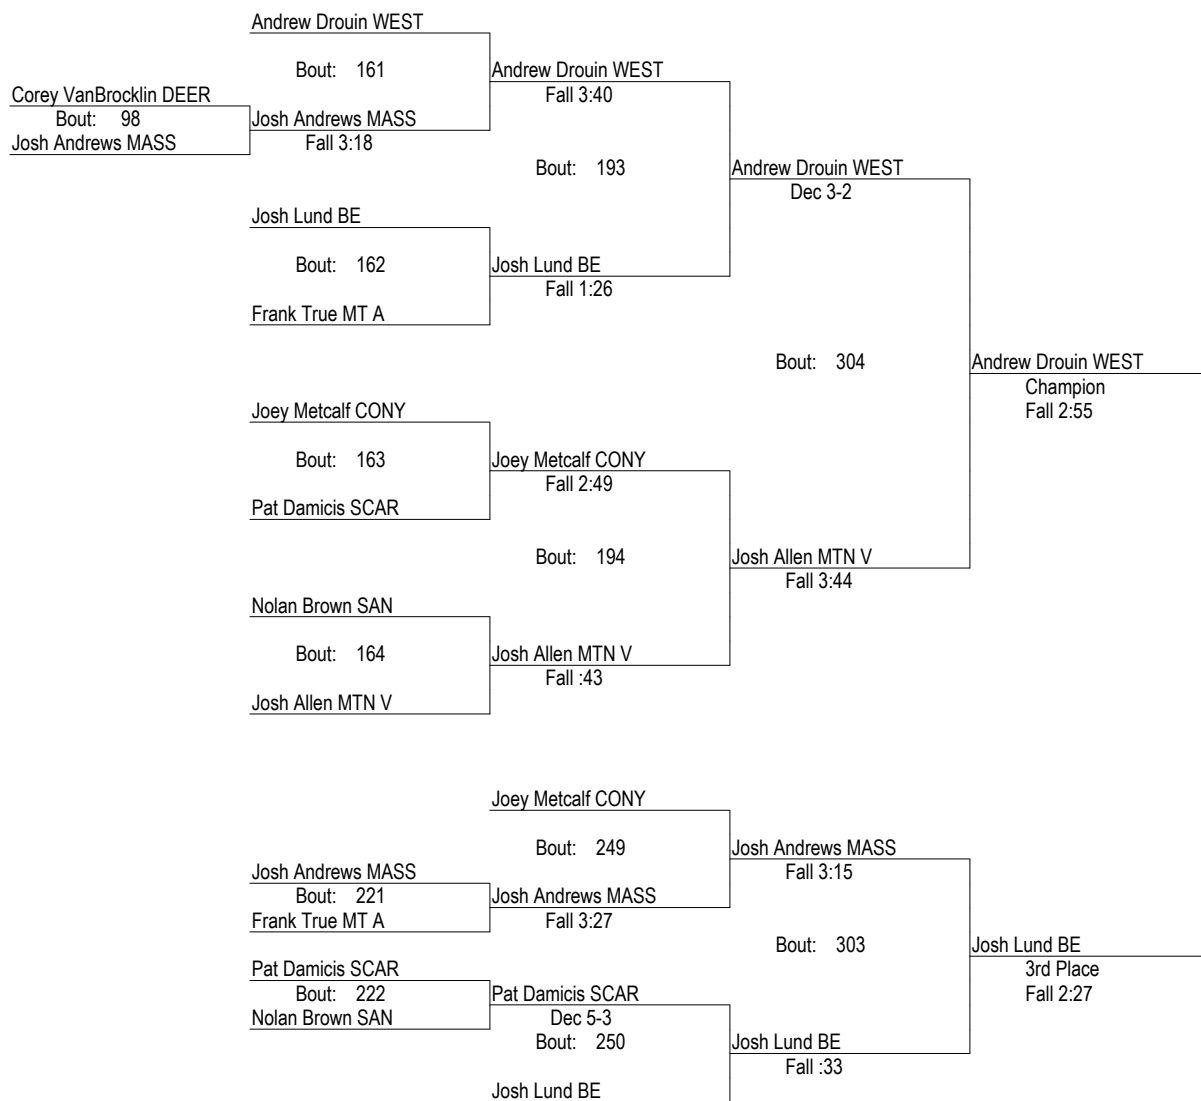 Andrew Drouin WEST
Bout: 161
Andrew Drouin WEST
Fall 3:40
Corey VanBrocklin DEER
Bout: 98
Josh Andrews MASS
Josh Andrews MASS
Fall 3:18
Bout: 193
Andrew Drouin WEST
Dec 3-2
Josh Lund BE
Bout: 162
Josh Lund BE
Fall 1:26
Frank True MT A
Bout: 304
Andrew Drouin WEST
Champion
Fall 2:55
Joey Metcalf CONY
Bout: 163
Joey Metcalf CONY
Fall 2:49
Pat Damicis SCAR
Bout: 194
Josh Allen MTN V
Fall 3:44
Nolan Brown SAN
Bout: 164
Josh Allen MTN V
Fall :43
Josh Allen MTN V
Joey Metcalf CONY
Bout: 249
Josh Andrews MASS
Fall 3:15
Josh Andrews MASS
Bout: 221
Frank True MT A
Josh Andrews MASS
Fall 3:27
Bout: 303
Josh Lund BE
3rd Place
Fall 2:27
Pat Damicis SCAR
Bout: 222
Nolan Brown SAN
Pat Damicis SCAR
Dec 5-3
Bout: 250
Josh Lund BE
Fall :33
Josh Lund BE